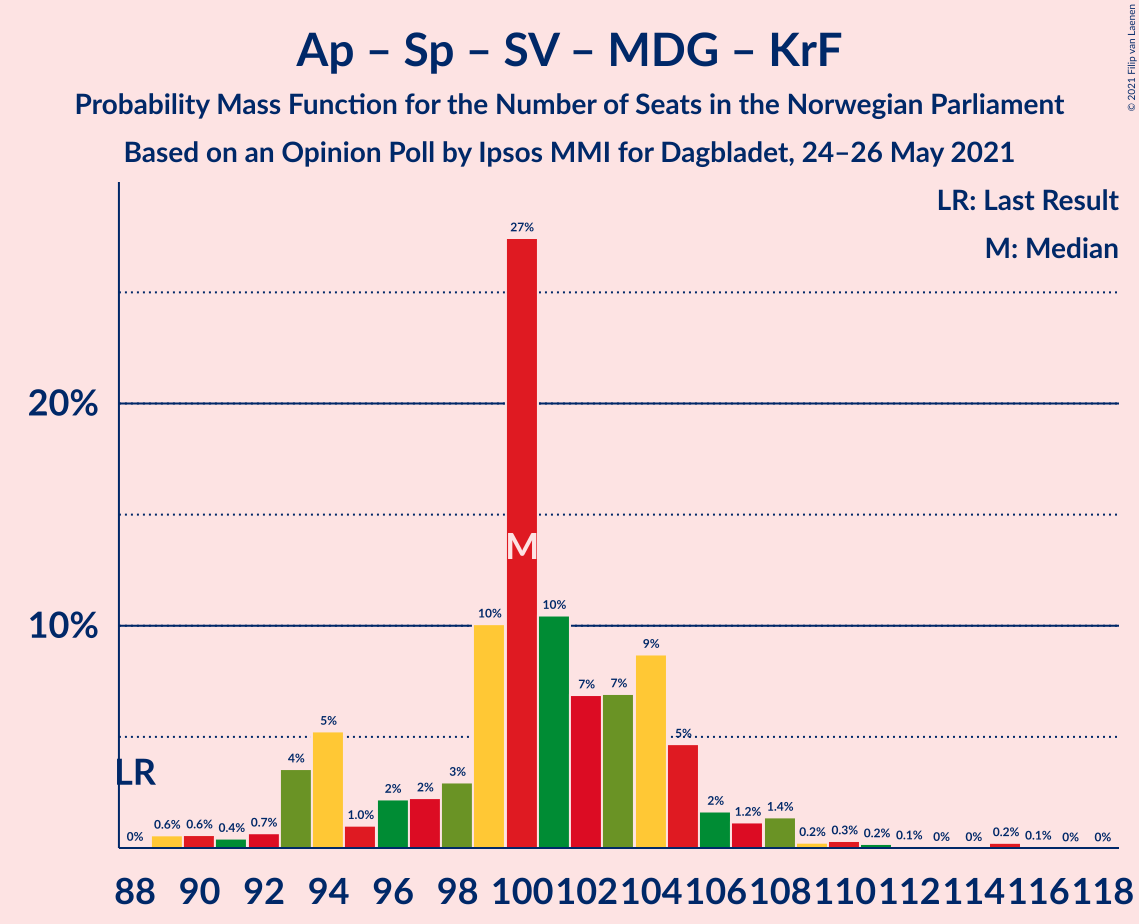 © 2021 Filip van Laenen
Ap – Sp – SV – MDG – KrF
Probability Mass Function for the Number of Seats in the Norwegian Parliament
Based on an Opinion Poll by Ipsos MMI for Dagbladet, 24–26 May 2021
LR: Last Result
M: Median
27%
20%
M
10% 10%
10%
9%
7% 7%
5% 5%
4%
LR
3%
2% 2% 2%
0% 0.6% 0.6% 0.4% 0.7% 1.0% 1.2% 1.4% 0.2% 0.3% 0.2% 0.1% 0% 0% 0.2% 0.1% 0% 0%
88 90 92 94 96 98 100 102 104 106 108 110 112 114 116 118